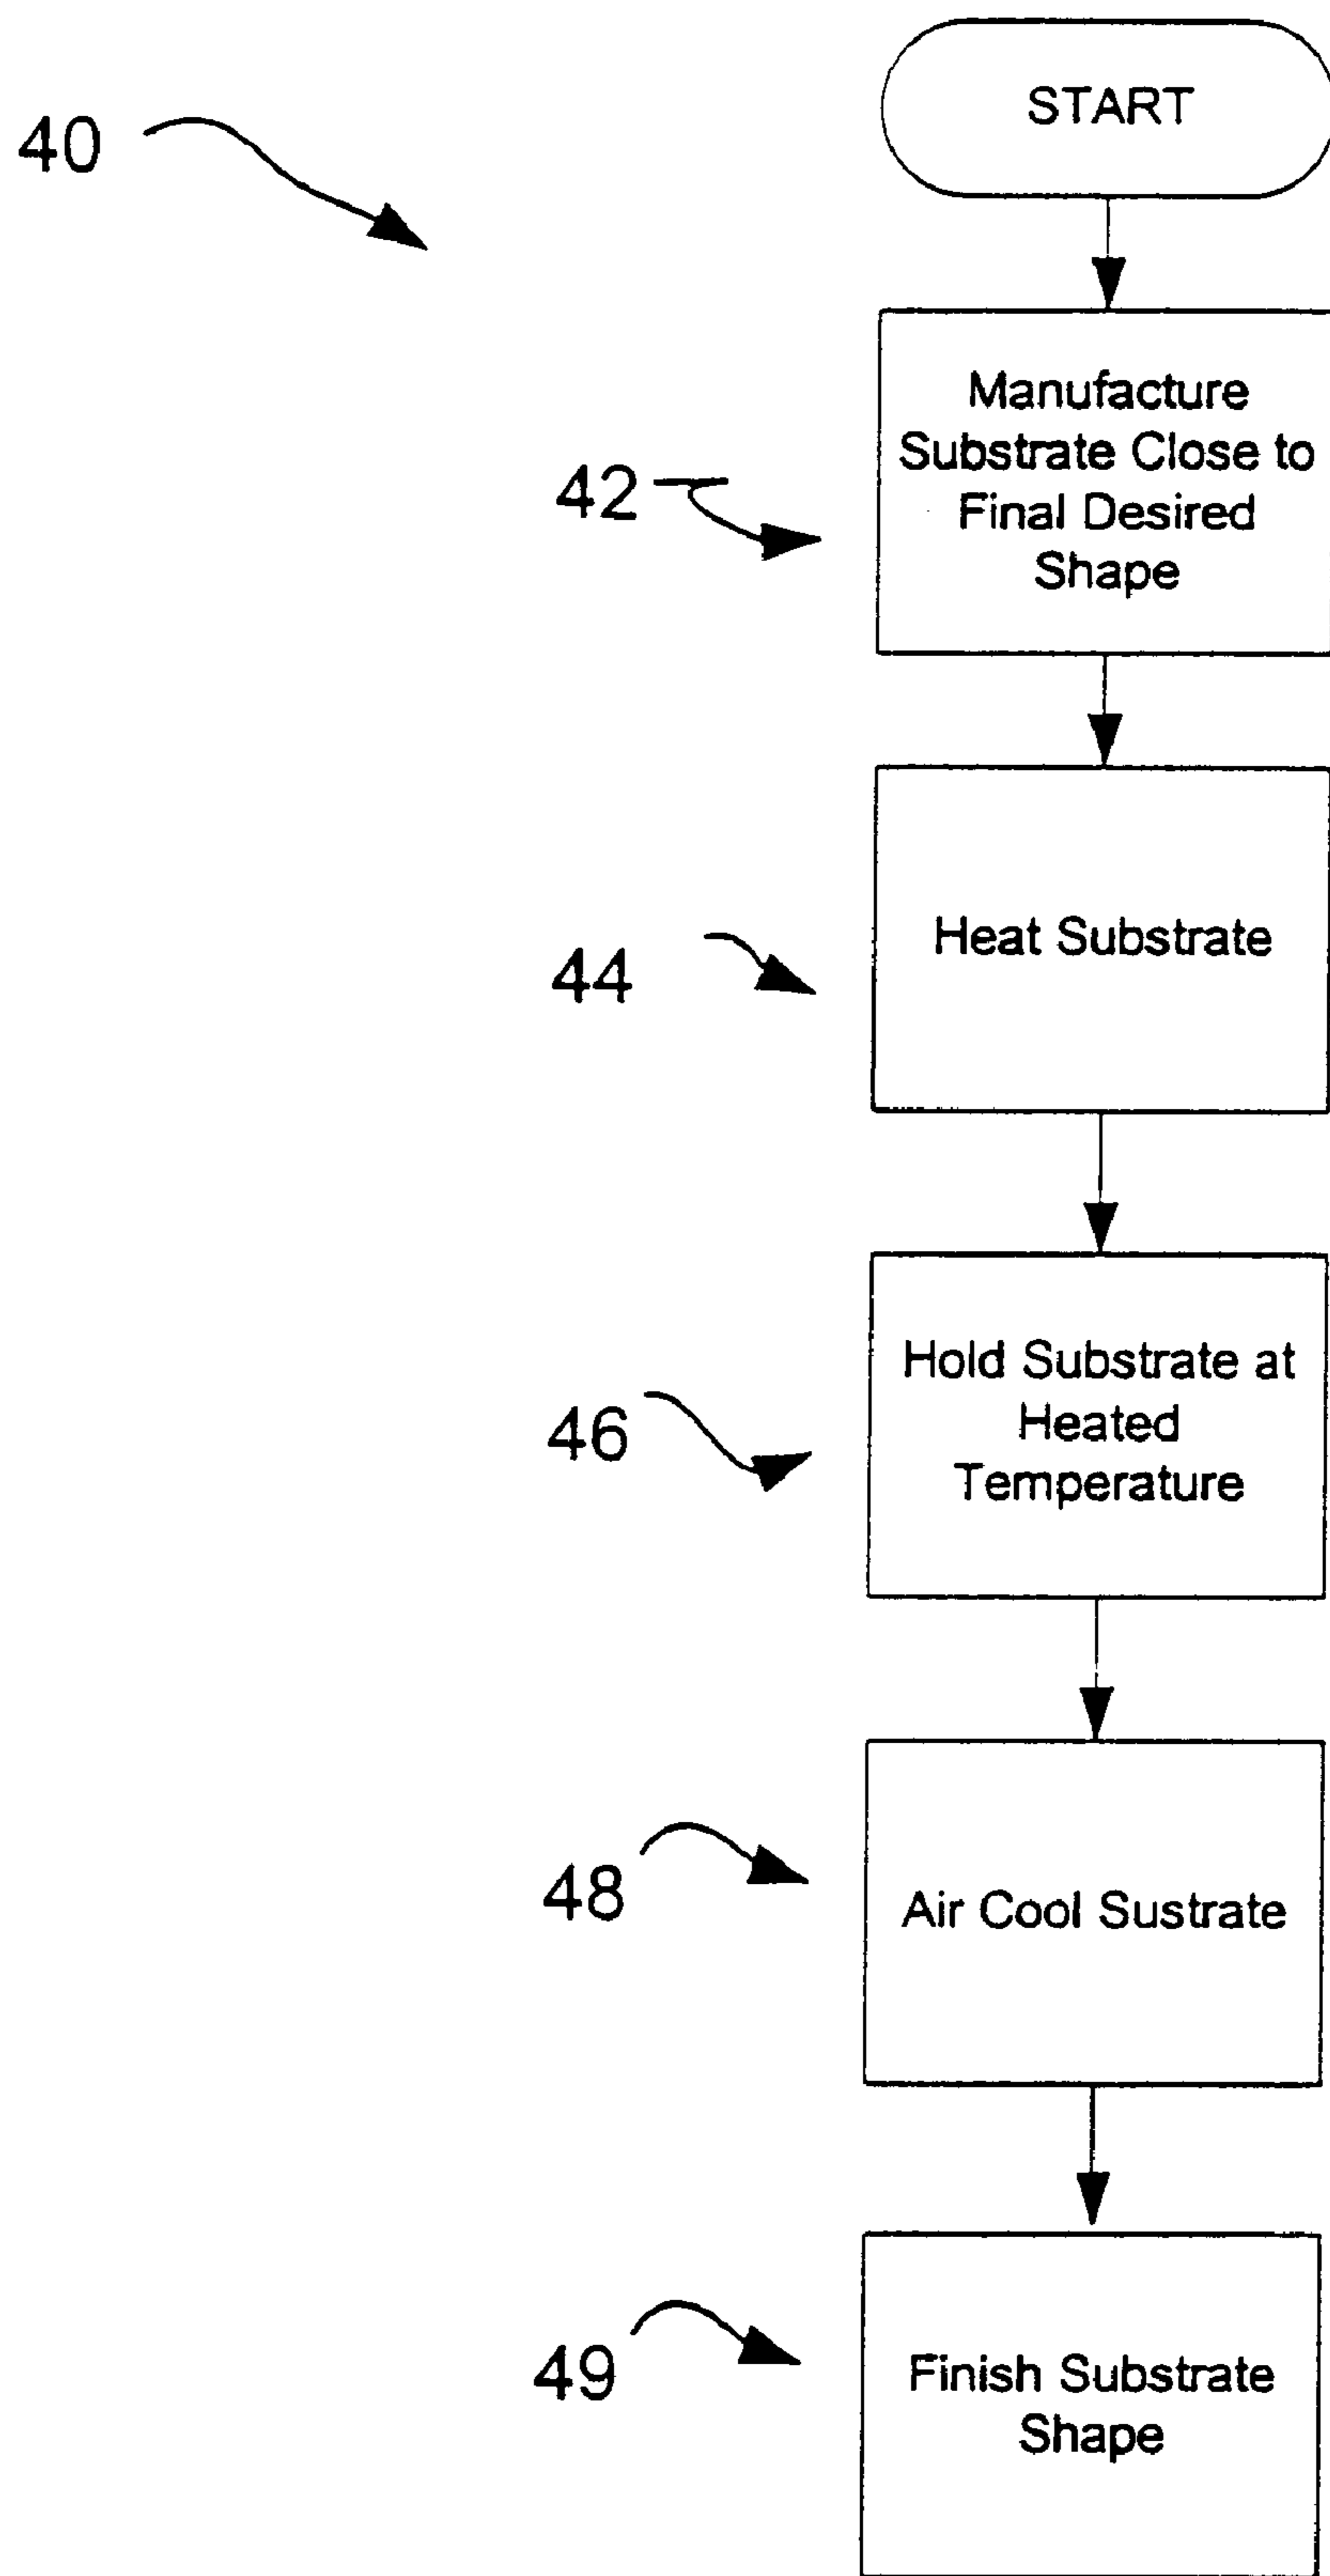 START
40
Manufacture
Substrate Close to
Final Desired
Shape
42
Heat Substrate
44
Hold Substrate at
Heated
Temperature
46
Air Cool Sustrate
48
Finish Substrate
Shape
49